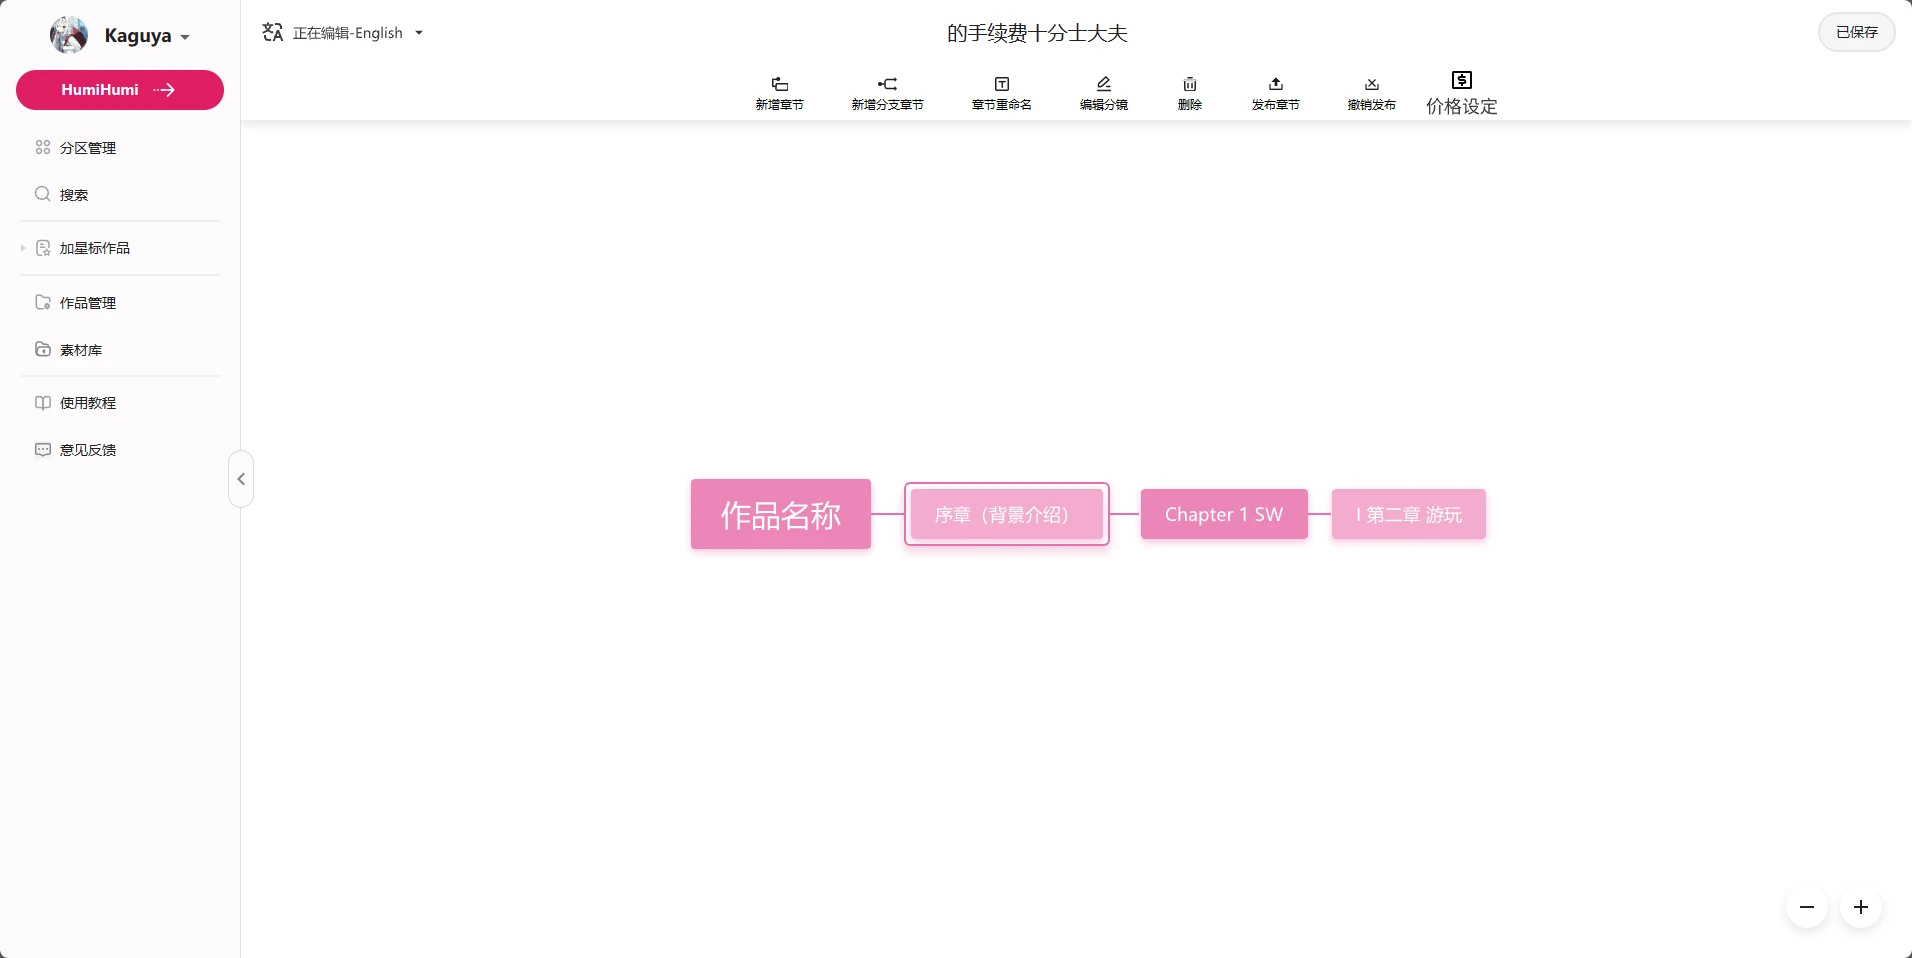 Kaguya
HumiHumi
分区管理
搜索
加星标作品
作品管理
素材库
使用教程
意见反馈
正在编辑-English
的手续费十分士大夫
已保存
新增章节
新增分支章节
章节重命名
编辑分镜
删除
发布章节
撤销发布
价格设定
作品名称
序章（背景介绍）
Chapter 1 SW
I 第二章 游玩